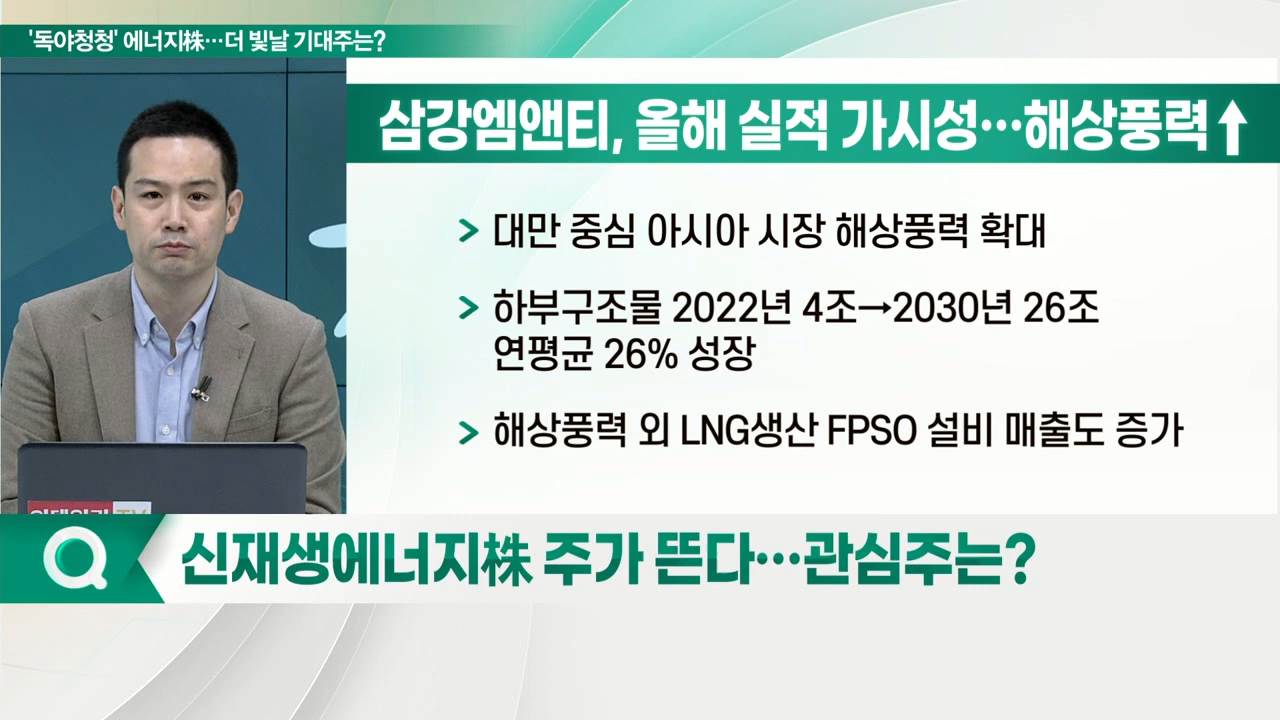 '독야청청' 에너지株…더 빛날 기대주는?
삼강엠앤티, 올해 실적 가시성…해상풍력↑
> 대만 중심 아시아 시장 해상풍력 확대
> 하부구조물 2022년 4조→2030년 26조
연평균 26% 성장
> 해상풍력 외 LNG생산 FPSO 설비 매출도 증가
Q 신재생에너지株 주가 뜬다…관심주는?